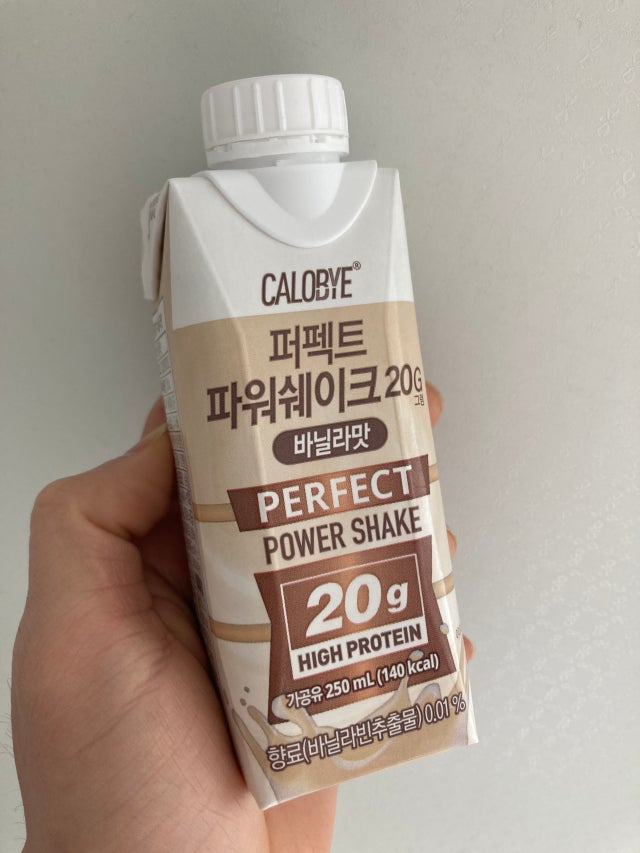 CALOBYE®
퍼펙트
파워쉐이크 20G
그램
바닐라맛
PERFECT
POWER SHAKE
20g
HIGH PROTEIN
가공유 250 mL (140 kcal)
향료(바닐라빈추출물) 0.01 %